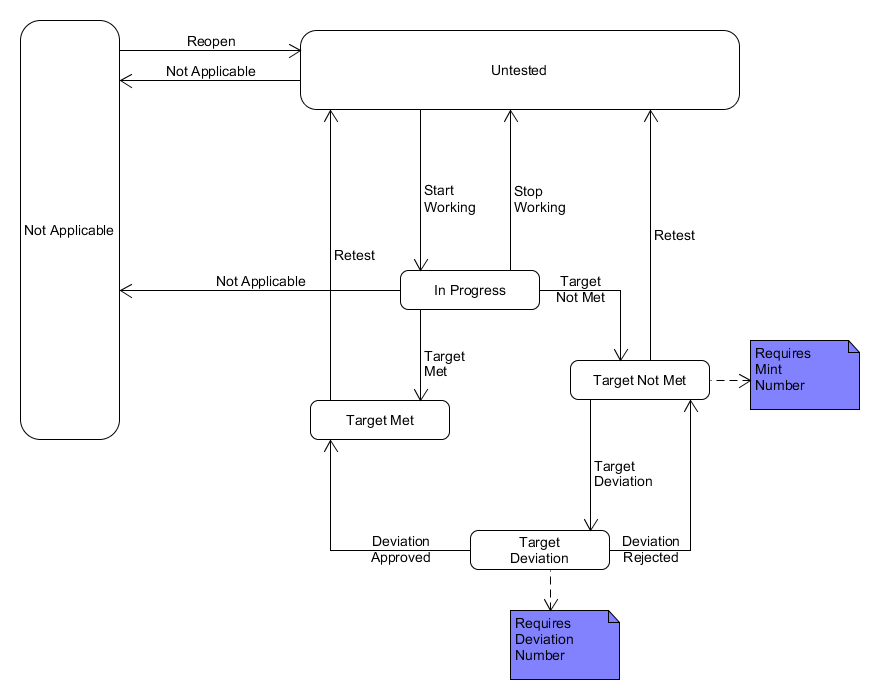 Reopen
Not Applicable
Untested
Not Applicable
Start
Working
Stop
Working
Retest
Retest
Not Applicable
In Progress
Target
Not Met
Target
Met
Target Not Met
Requires
Mint
Number
Target Met
Target
Deviation
Deviation
Approved
Target
Deviation
Deviation
Rejected
Requires
Deviation
Number